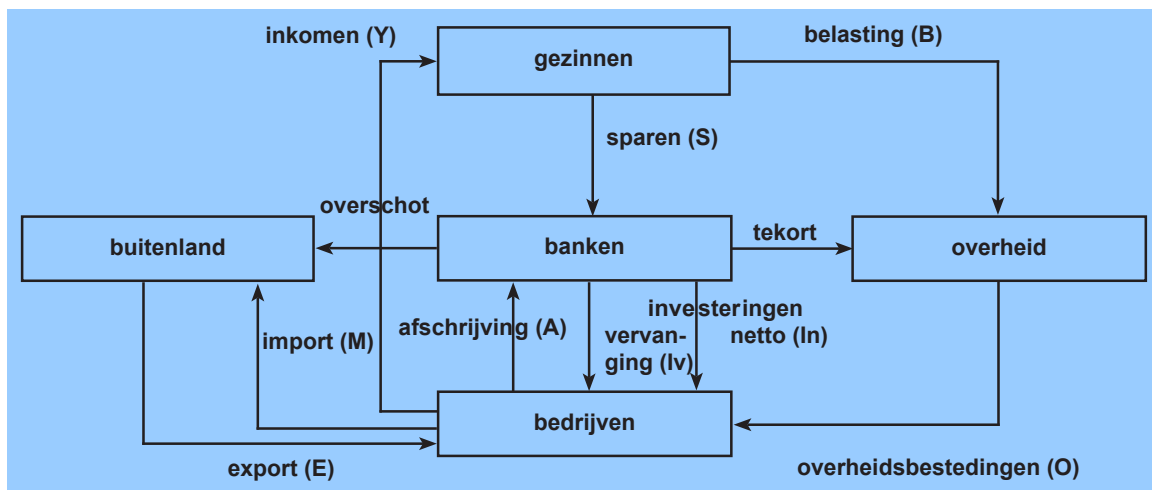 inkomen (Y)
belasting (B)
gezinnen
sparen (S)
overschot
buitenland
banken
tekort
overheid
investeringen
afschrijving (A)
vervan-
netto (In)
import (M)
ging (Iv)
bedrijven
export (E)
overheidsbestedingen (O)